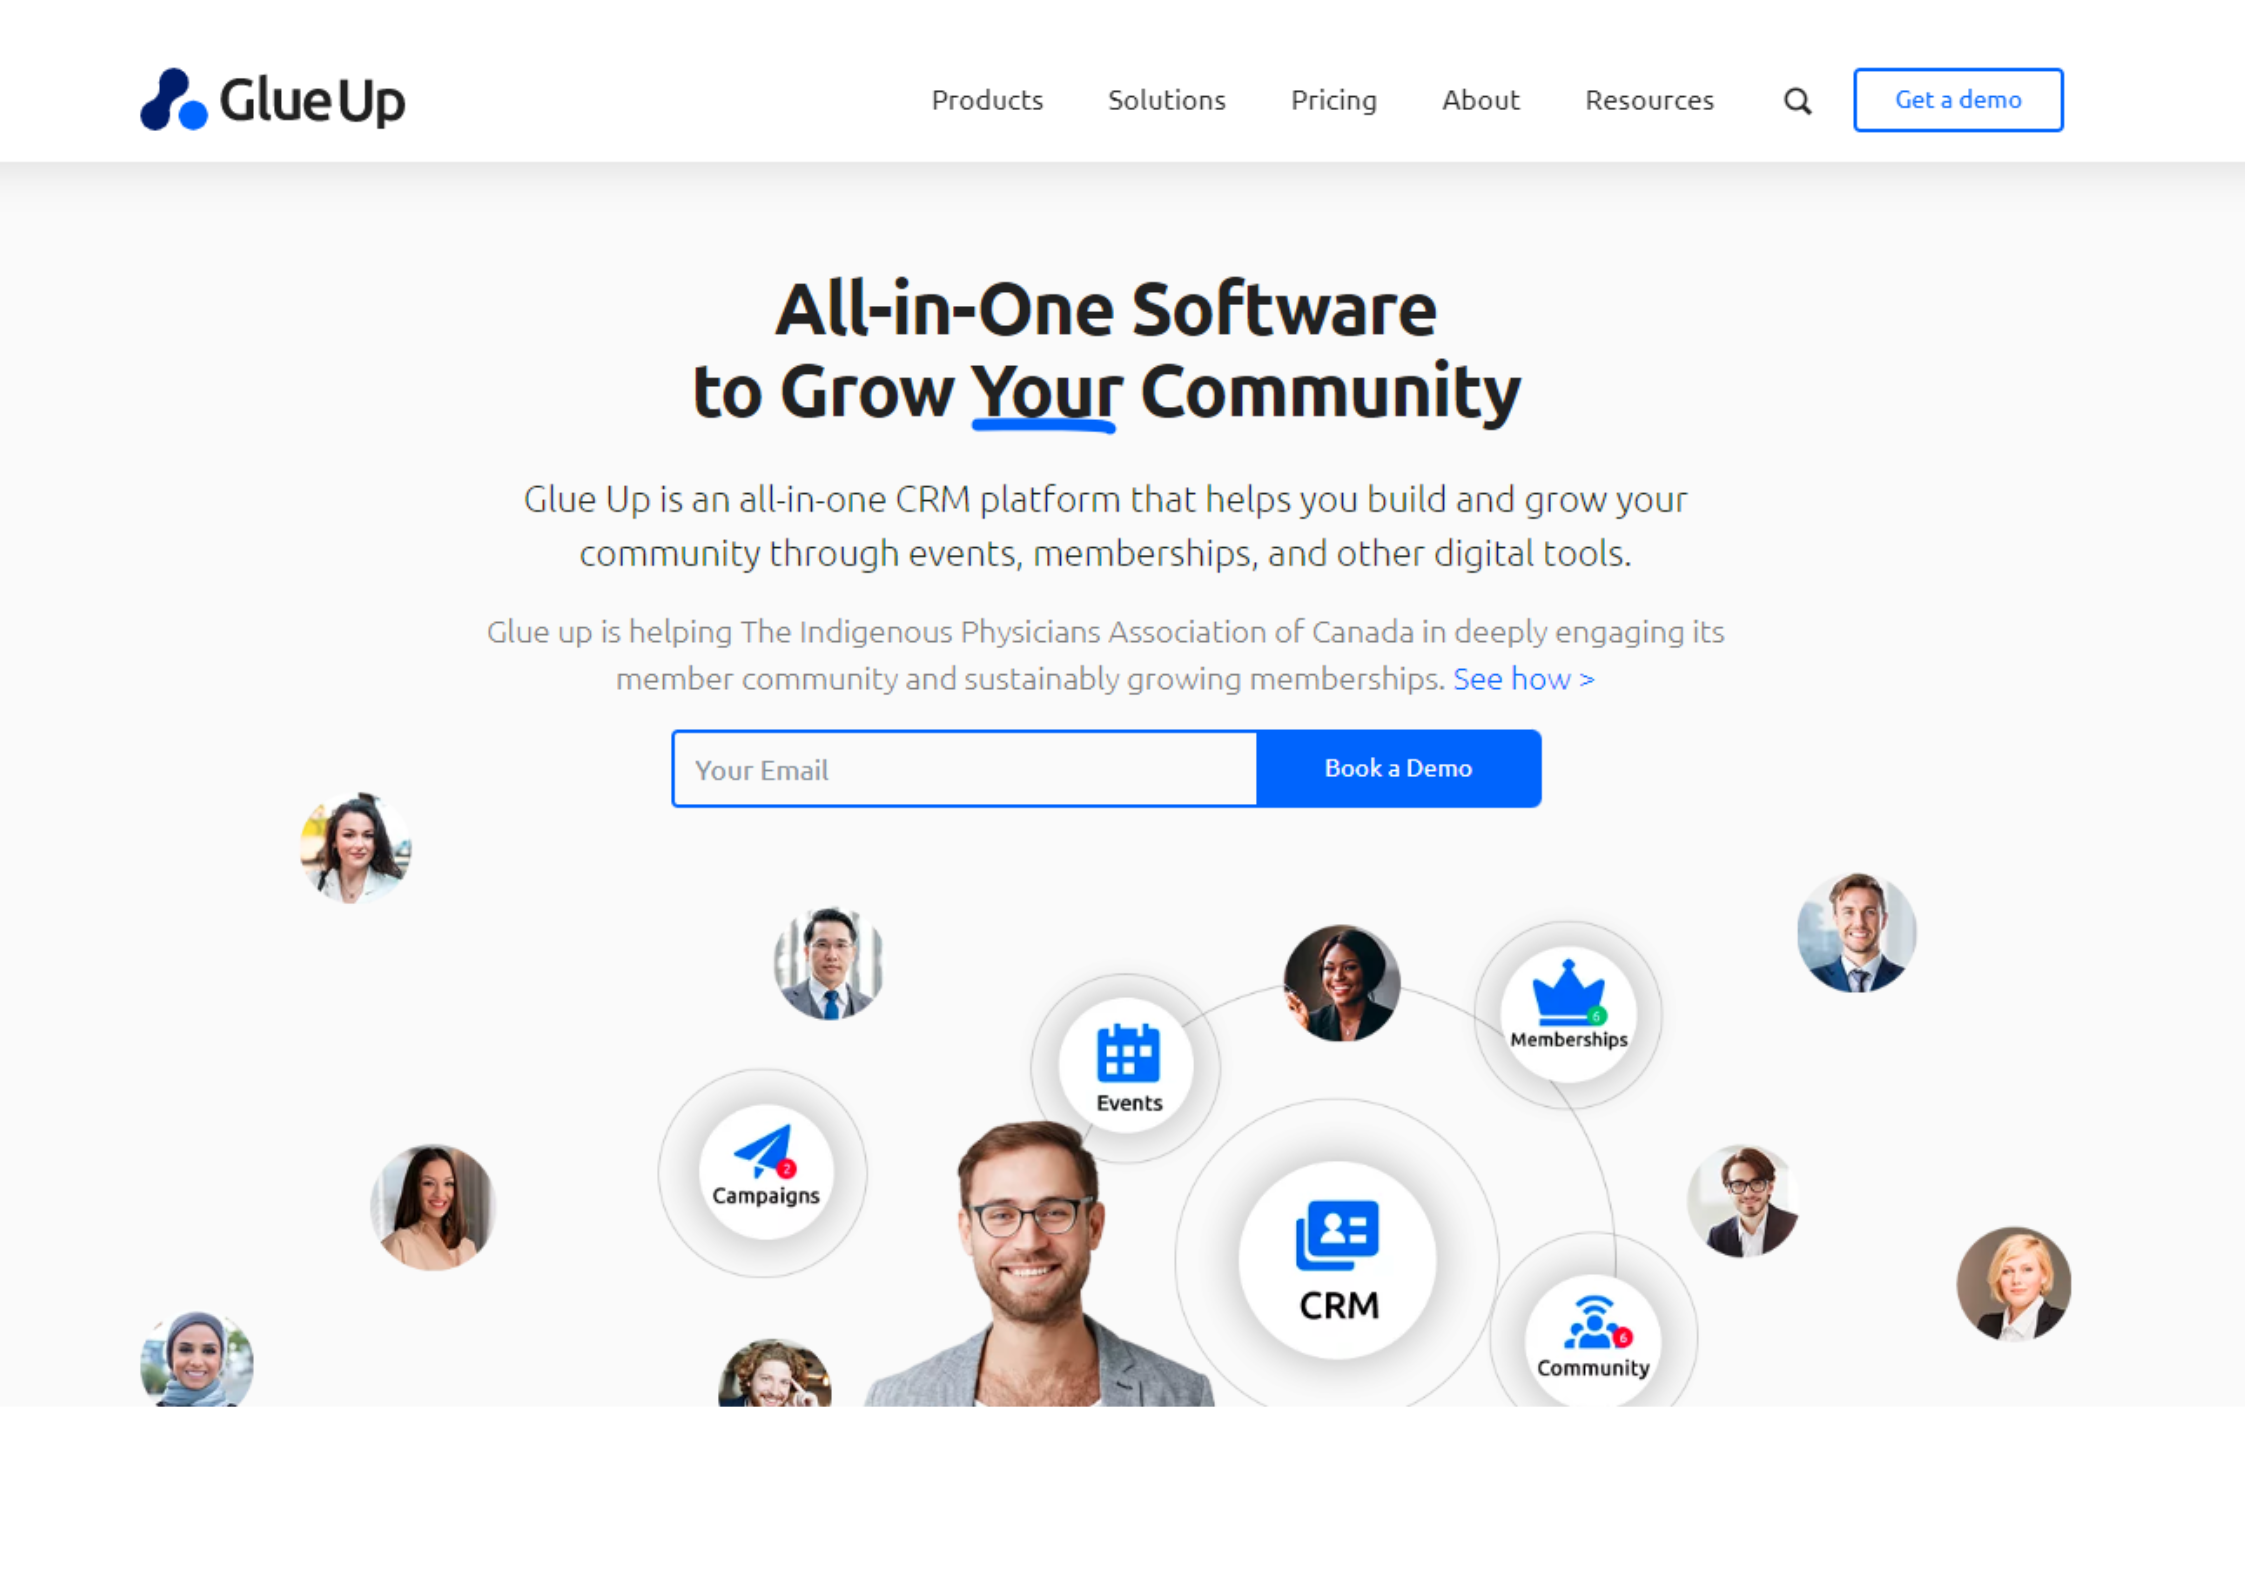 Glue Up
Products
Solutions
Pricing
About
Resources
Get a demo
All-in-One Software
to Grow Your Community
Glue Up is an all-in-one CRM platform that helps you build and grow your
community through events, memberships, and other digital tools.
Glue up is helping The Indigenous Physicians Association of Canada in deeply engaging its
member community and sustainably growing memberships. See how >
Your Email
Book a Demo
6
Memberships
Events
2
Campaigns
CRM
6
Community